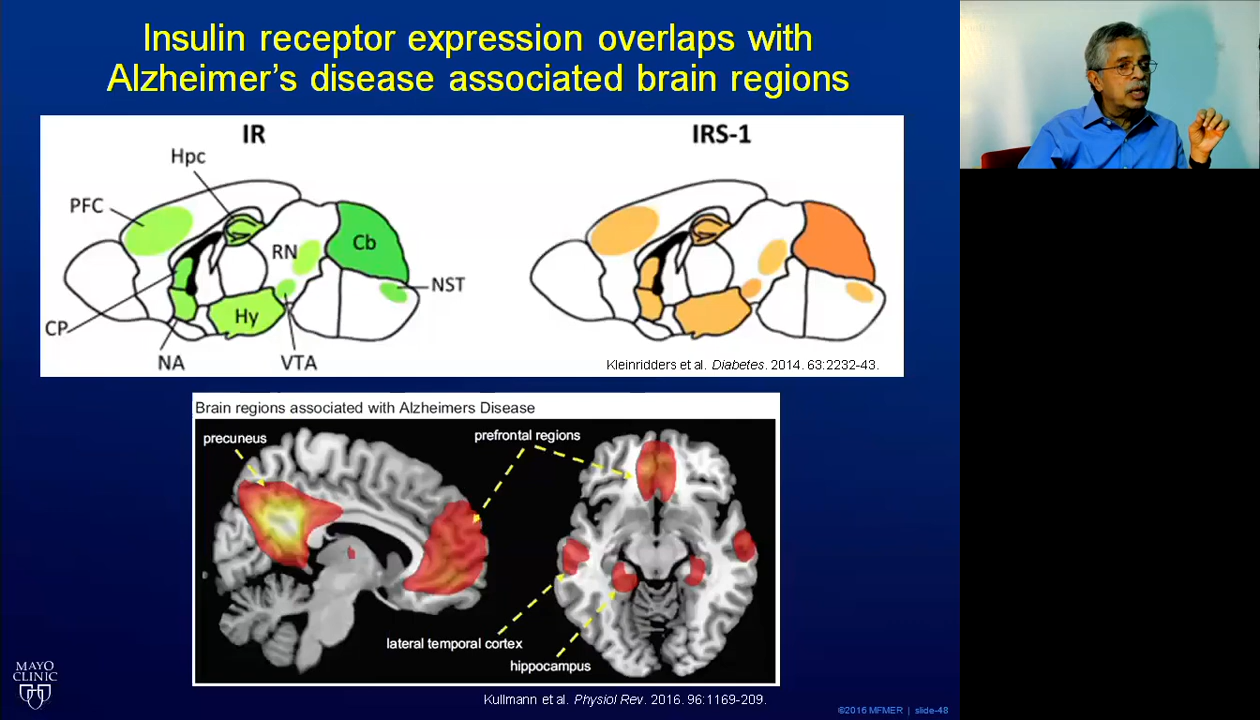 Insulin receptor expression overlaps with
Alzheimer's disease associated brain regions
IR
IRS-1
Hpc
PFC
RN
Cb
NST
CP
Hy
NA
VTA
Kleinridders et al. Diabetes. 2014. 63:2232-43.
Brain regions associated with Alzheimers Disease
precuneus
prefrontal regions
lateral temporal cortex
hippocampus
MAYO
CLINIC
Kullmann et al. Physiol Rev. 2016. 96:1169-209.
©2016 MFMER | slide-48